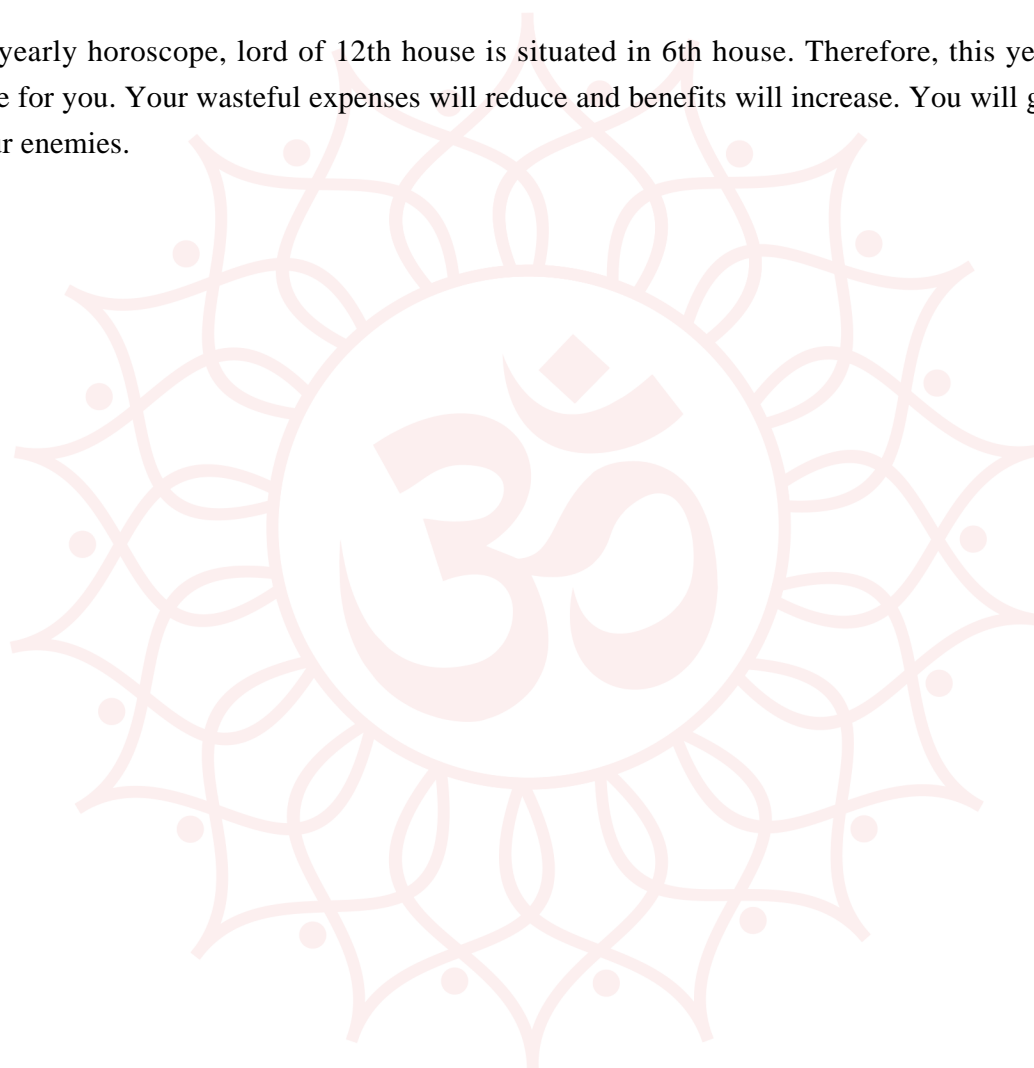 yearly horoscope, lord of 12th house is situated in 6th house. Therefore, this
for you. Your wasteful expenses will reduce and benefits will increase. You will
enemies.
ॐ